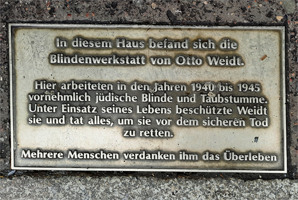 In diesem Haus befand sich die
Blindenwerkstatt von Otto Weidt.
Hier arbeiteten in den Jahren 1940 bis 1945
vornehmlich jüdische Blinde und Taubstumme.
Unter Einsatz seines Lebens beschützte Weidt
sie und tat alles, um sie vor dem sicheren Tod
zu retten.
Mehrere Menschen verdanken ihm das Überleben